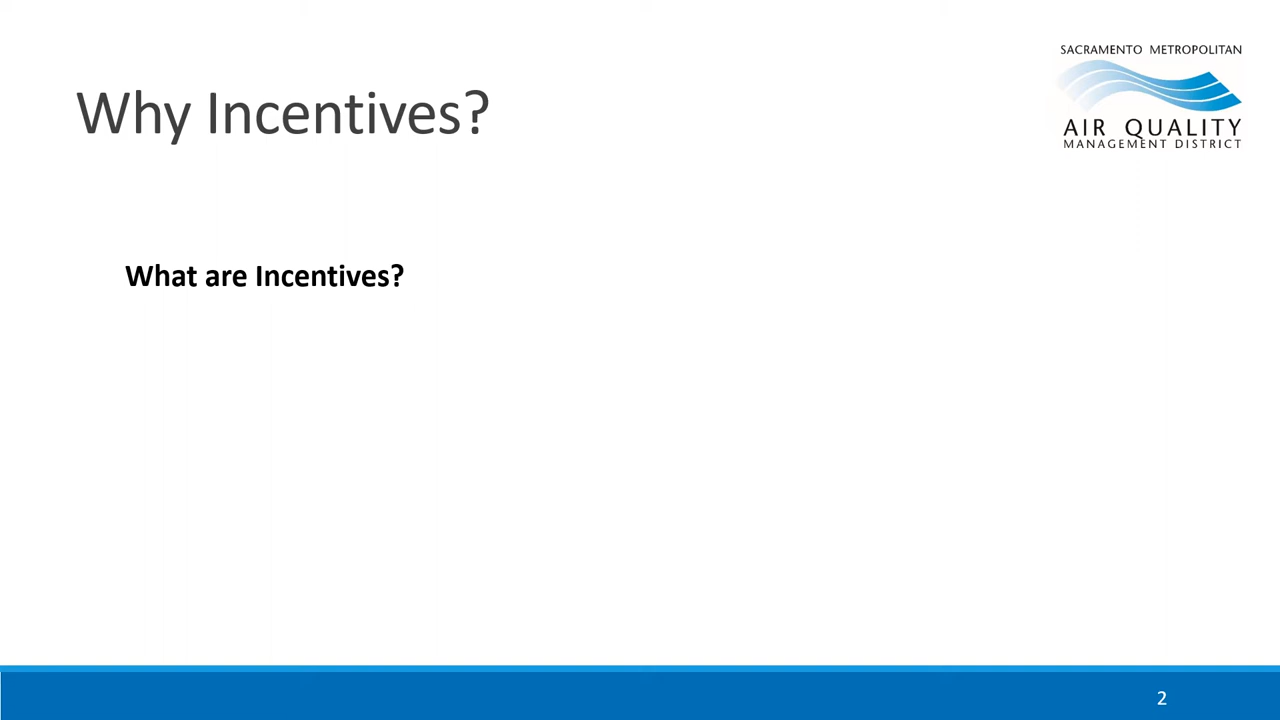 SACRAMENTO METROPOLITAN
AIR QUALITY
MANAGEMENT DISTRICT
Why Incentives?
What are Incentives?
2